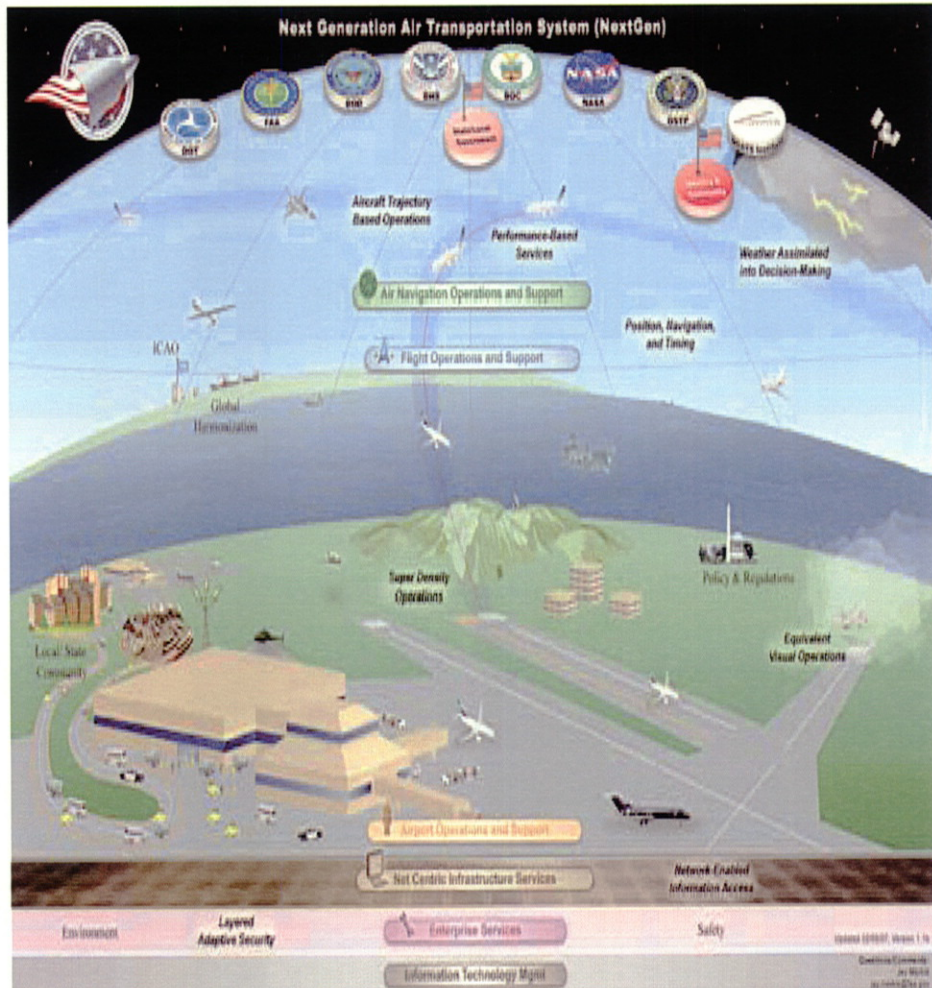 Next Generation Air Transportation System (NextGen)
DOT
FAA
DOD
DHS
DOC
NASA
NASA
OSTP
Aircraft Trajectory
Based Operations
Performance-Based
Services
Weather Assimilated
into Decision-Making
Air Navigation Operations and Support
Position, Navigation,
and Timing
ICAO
Flight Operations and Support
Global
Harmonization
Super Density
Operations
Policy & Regulations
Local/State
Community
Equivalent
Visual Operations
Airport Operations and Support
Net Centric Infrastructure Services
Network-Enabled
Information Access
Environment
Layered
Adaptive Security
Enterprise Services
Safety
Information Technology Mgmt